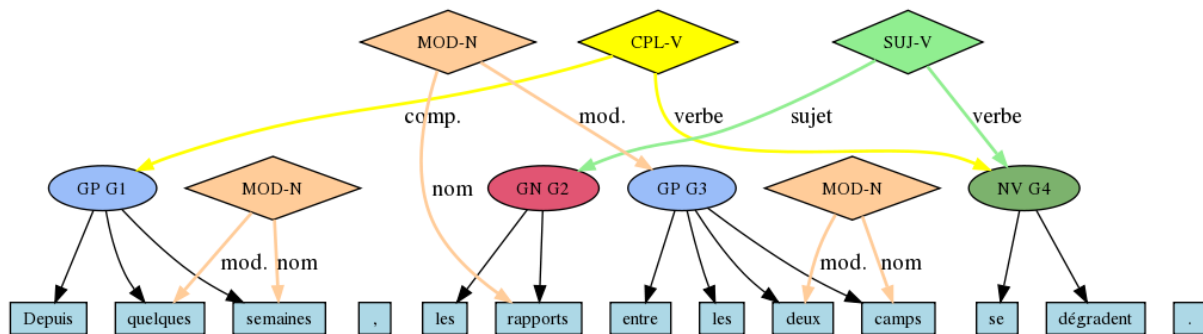 MOD-N CPL-V SUJ-V
comp. mod. verbe sujet verbe
GP G1 MOD-N nom GN G2 GP G3 MOD-N NV G4
mod. nom mod. nom
Depuis quelques semaines , les rapports entre les deux camps se dégradent .